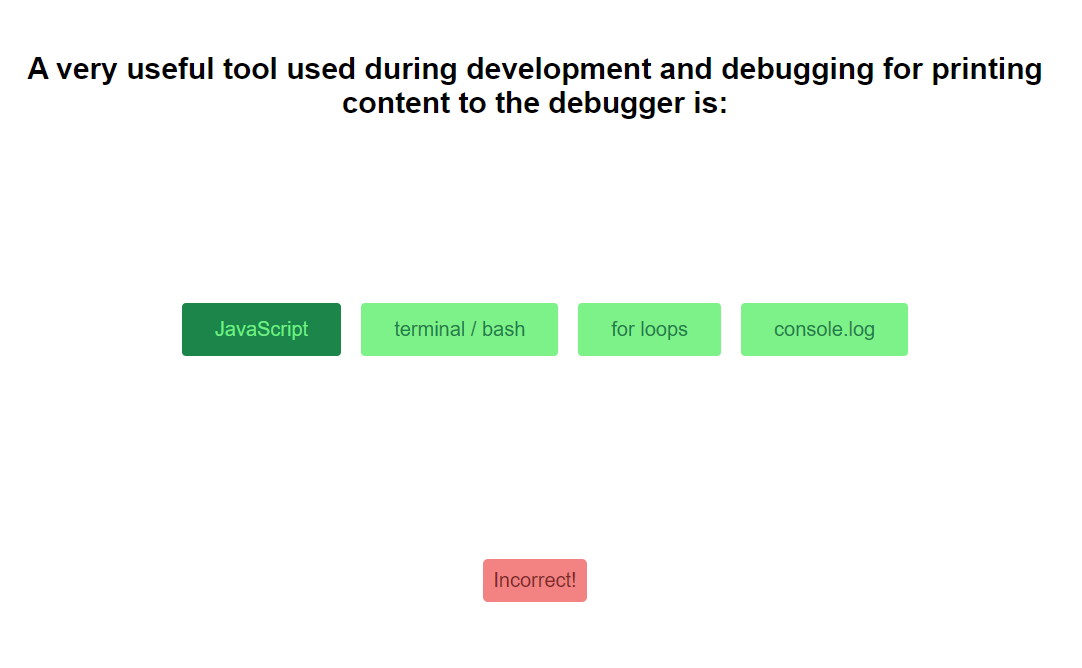 A very useful tool used during development and debugging for printing
content to the debugger is:
JavaScript
terminal / bash
for loops
console.log
Incorrect!